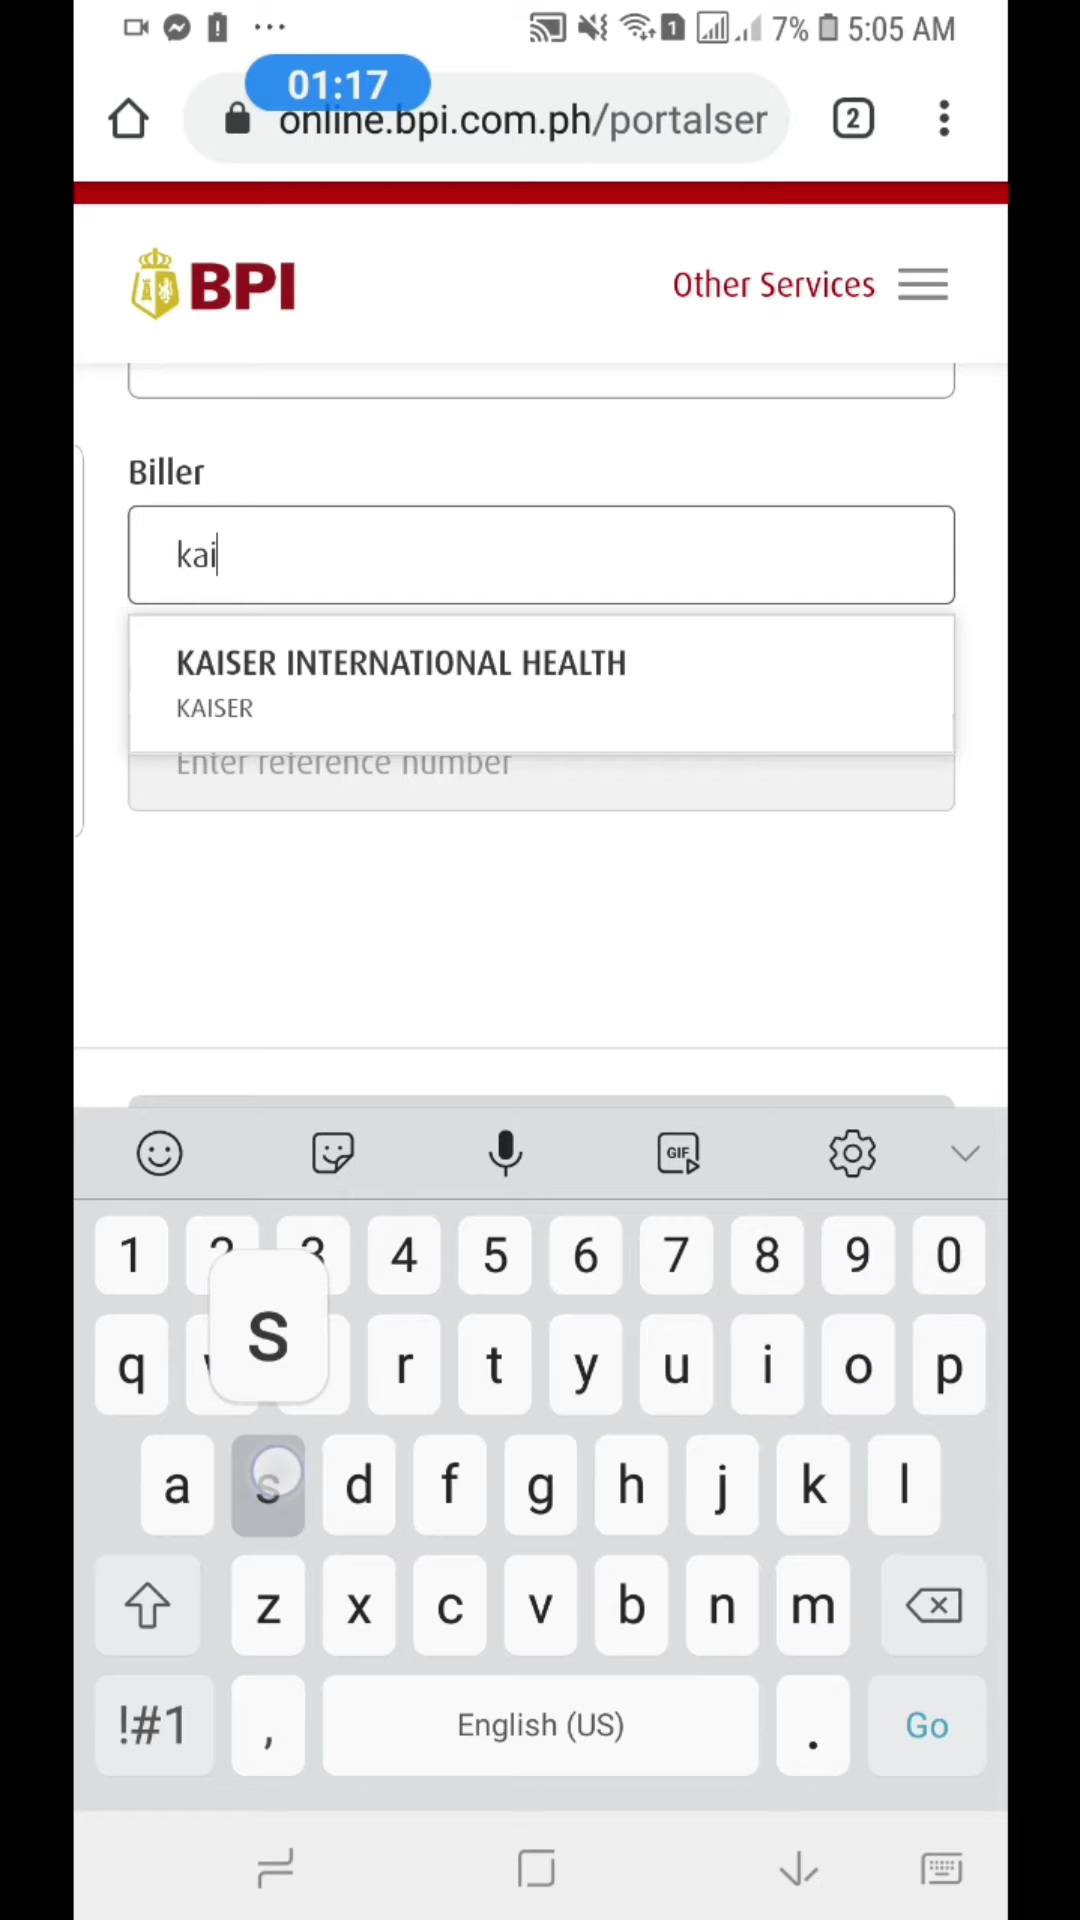 1 7% 5:05 AM
01:17
online.bpi.com.ph/portalser
2
BPI
Other Services
Biller
kai
KAISER INTERNATIONAL HEALTH
KAISER
Enter reference number
GIF
1 2 3 4 5 6 7 8 9 0
s
q r t y u i o p
a s d f g h j k l
z x c v b n m
!#1 , English (US) . Go